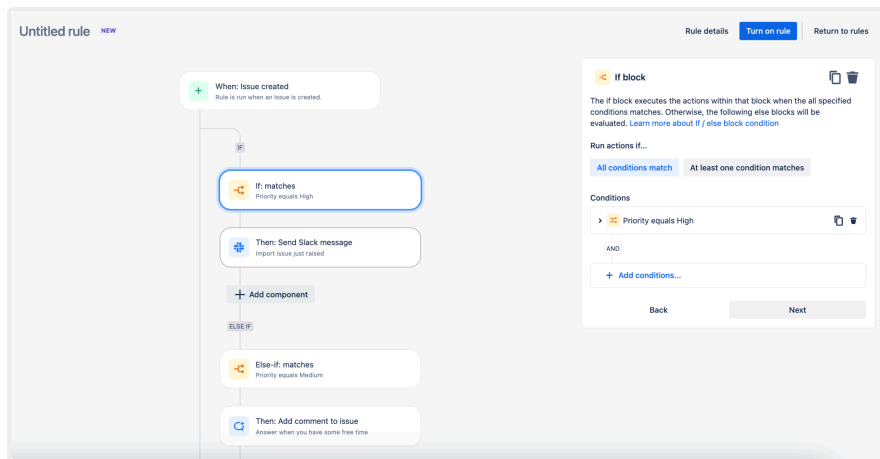 Untitled rule NEW
Rule details Turn on rule Return to rules
When: Issue created
Rule is run when an issue is created.
IF
If: matches
Priority equals High
Then: Send Slack message
Import issue just raised
Add component
ELSE IF
Else-if: matches
Priority equals Medium
Then: Add comment to issue
Answer when you have some free time
If block
The if block executes the actions within that block when the all specified
conditions matches. Otherwise, the following else blocks will be
evaluated. Learn more about If / else block condition
Run actions if...
All conditions match At least one condition matches
Conditions
Priority equals High
AND
Add conditions...
Back Next